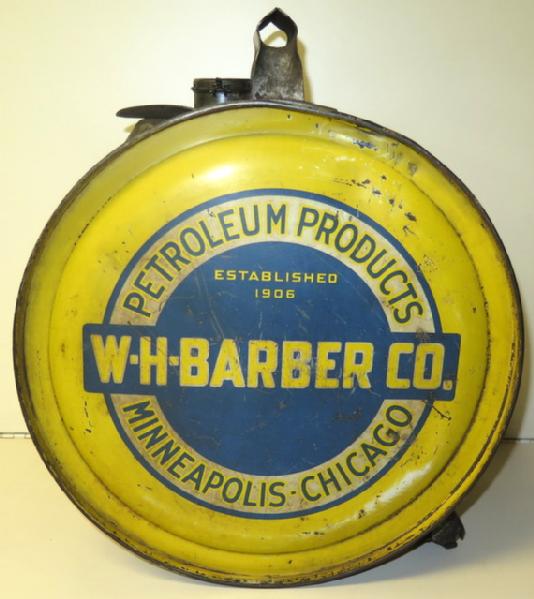 PETROLEUM PRODUCTS
ESTABLISHED
1906
W-H-BARBER CO.
MINNEAPOLIS-CHICAGO